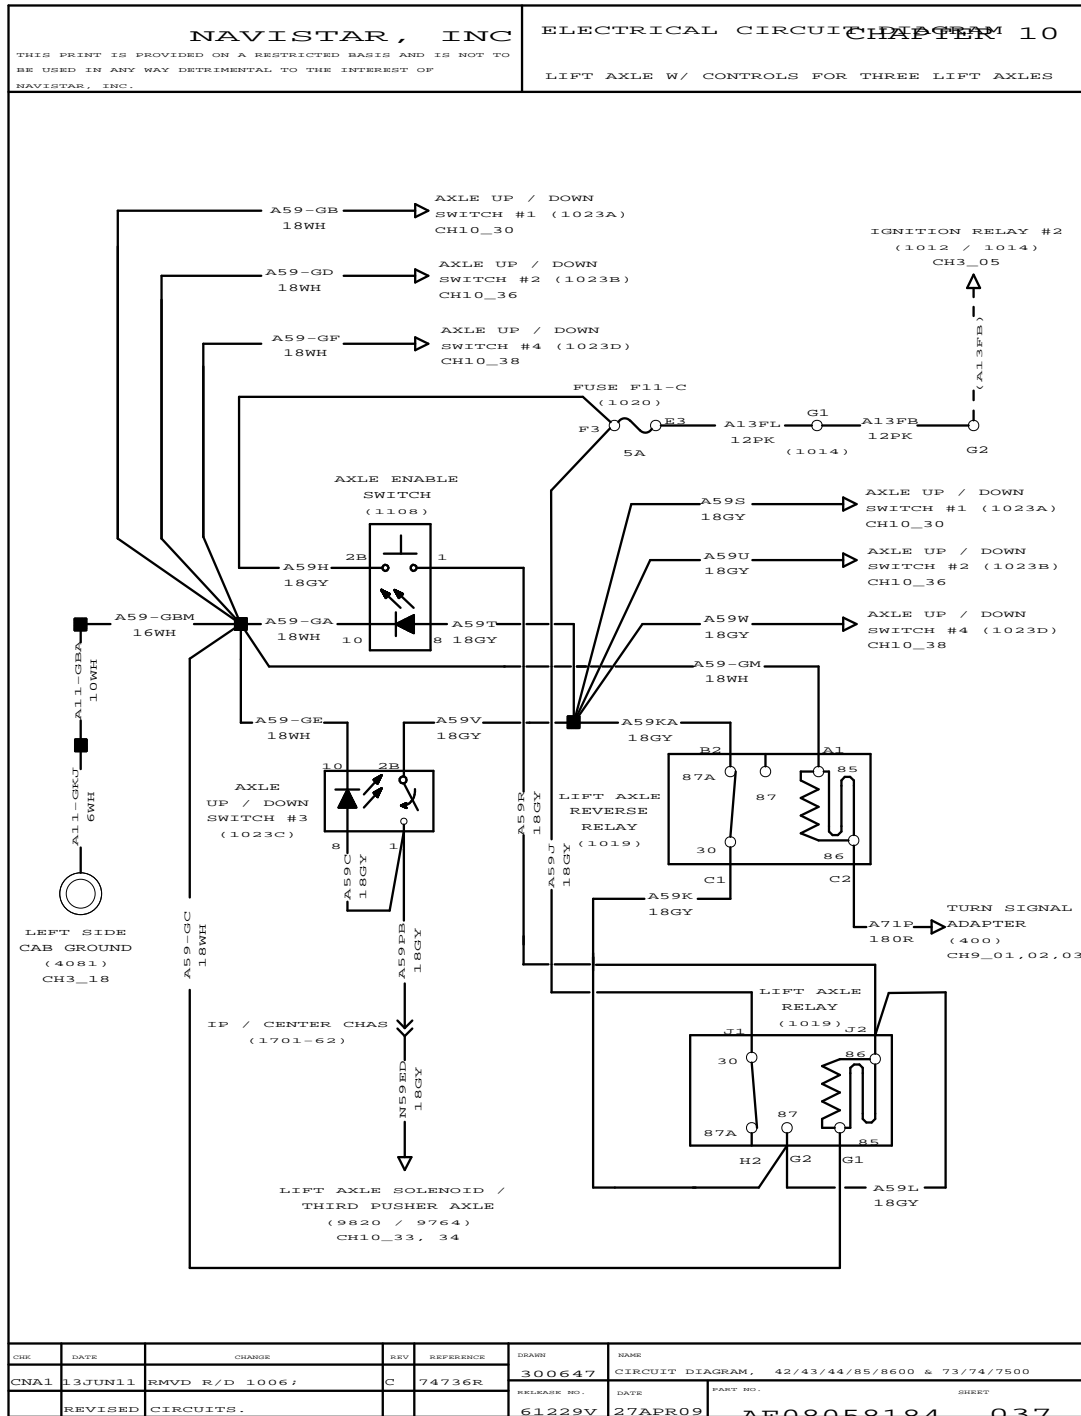 NAVISTAR, INC
THIS PRINT IS PROVIDED ON A RESTRICTED BASIS AND IS NOT TO
BE USED IN ANY WAY DETRIMENTAL TO THE INTEREST OF
NAVISTAR, INC.
ELECTRICAL CIRCUIT DIAGRAM
CHAPTER 10
LIFT AXLE W/ CONTROLS FOR THREE LIFT AXLES
A59-GB
18WH
AXLE UP / DOWN
SWITCH #1 (1023A)
CH10_30
A59-GD
18WH
AXLE UP / DOWN
SWITCH #2 (1023B)
CH10_36
A59-GF
18WH
AXLE UP / DOWN
SWITCH #4 (1023D)
CH10_38
IGNITION RELAY #2
(1012 / 1014)
CH3_05
(A13FB)
FUSE F11-C
(1020)
F3
E3
5A
A13FL
12PK
G1
(1014)
A13FB
12PK
G2
AXLE ENABLE
SWITCH
(1108)
2B
1
A59H
18GY
A59-GBM
16WH
A59-GA
18WH
10
8
A59T
18GY
A59S
18GY
AXLE UP / DOWN
SWITCH #1 (1023A)
CH10_30
A59U
18GY
AXLE UP / DOWN
SWITCH #2 (1023B)
CH10_36
A59W
18GY
AXLE UP / DOWN
SWITCH #4 (1023D)
CH10_38
A59-GM
18WH
A11-GBA
10WH
A11-GKJ
6WH
LEFT SIDE
CAB GROUND
(4081)
CH3_18
A59-GE
18WH
A59V
18GY
A59KA
18GY
10
2B
AXLE
UP / DOWN
SWITCH #3
(1023C)
8
1
A59C
18GY
A59PB
18GY
A59R
18GY
A59J
18GY
LIFT AXLE
REVERSE
RELAY
(1019)
B2
A1
87A
87
85
30
86
C1
C2
A59K
18GY
A71P
18OR
TURN SIGNAL
ADAPTER
(400)
CH9_01,02,03
A59-GC
18WH
IP / CENTER CHAS
(1701-62)
N59ED
18GY
LIFT AXLE SOLENOID /
THIRD PUSHER AXLE
(9820 / 9764)
CH10_33, 34
LIFT AXLE
RELAY
(1019)
J1
J2
30
86
87A
87
85
H2
G2
G1
A59L
18GY
CHK DATE CHANGE REV REFERENCE
CNA1 13JUN11 RMVD R/D 1006; C 74736R
REVISED CIRCUITS.
DRAWN
300647
NAME
CIRCUIT DIAGRAM, 42/43/44/85/8600 & 73/74/7500
RELEASE NO.
61229V
DATE
27APR09
PART NO.
AE08058184
SHEET
037